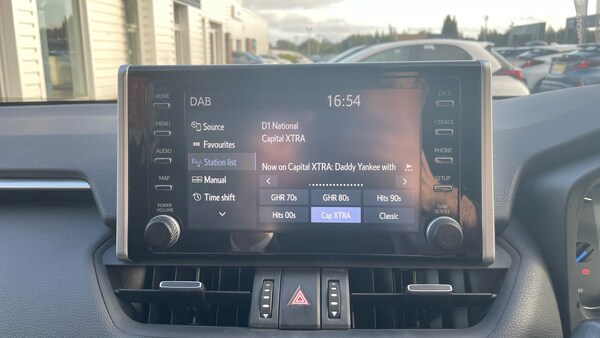 HOME
DAB
16:54
CH
MENU
Source
D1 National
Capital XTRA
TRACK
Favourites
AUDIO
Station list
Now on Capital XTRA: Daddy Yankee with
PHONE
MAP
Manual
SETUP
Time shift
GHR 70s
GHR 80s
Hits 90s
Hits 00s
Cap XTRA
Classic
POWER
VOLUME
TUNE
SCROLL